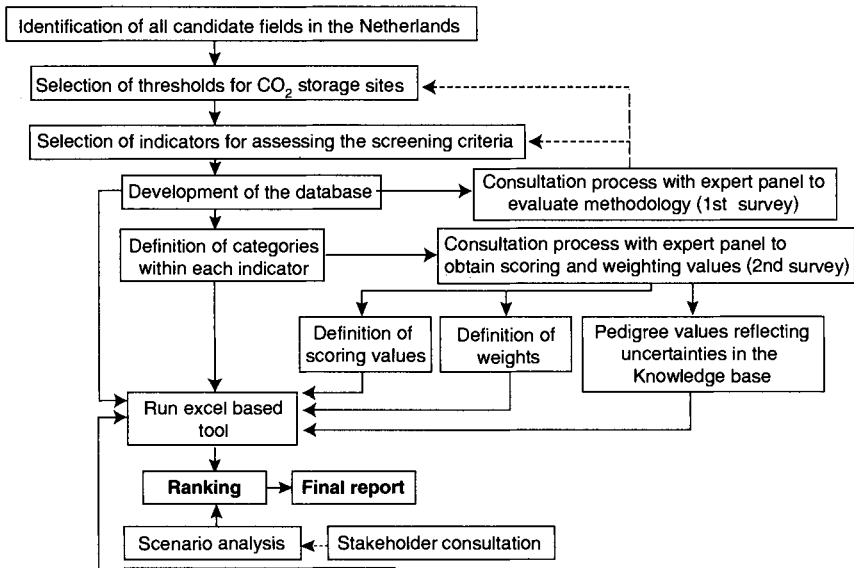 Identification of all candidate fields in the Netherlands
Selection of thresholds for CO₂ storage sites
Selection of indicators for assessing the screening criteria
Development of the database
Consultation process with expert panel to
evaluate methodology (1st survey)
Definition of categories
within each indicator
Consultation process with expert panel to
obtain scoring and weighting values (2nd survey)
Definition of
scoring values
Definition of
weights
Pedigree values reflecting
uncertainties in the
Knowledge base
Run excel based
tool
Ranking
Final report
Scenario analysis
Stakeholder consultation